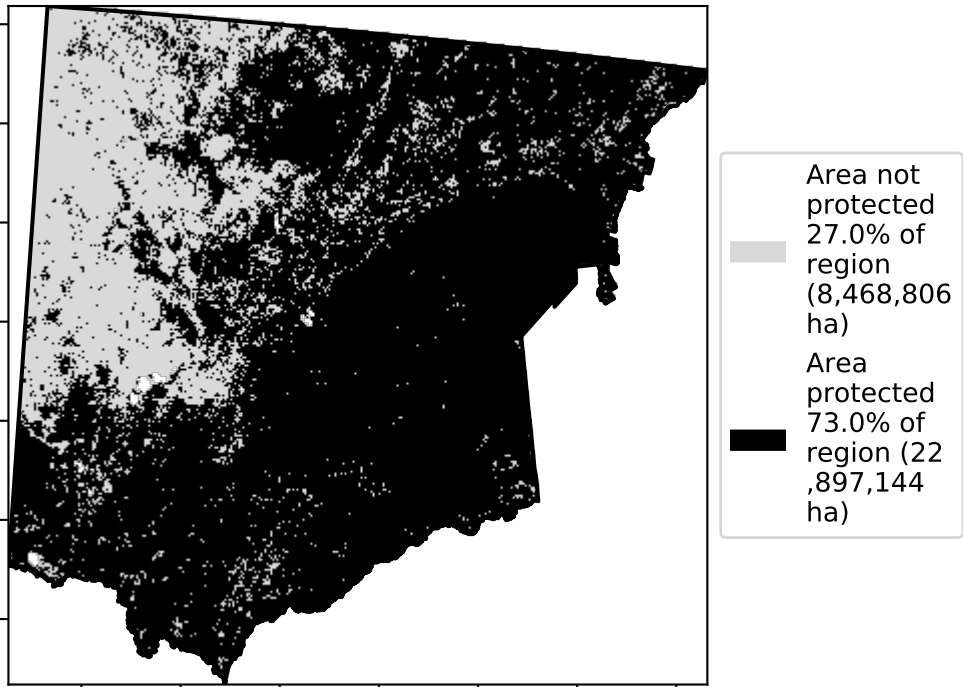 Area not
protected
27.0% of
region
(8,468,806
ha)
Area
protected
73.0% of
region (22
,897,144
ha)